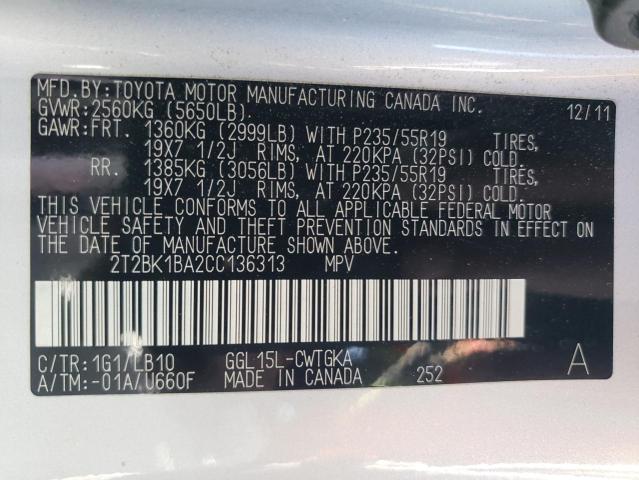 MFD.BY:TOYOTA MOTOR MANUFACTURING CANADA INC.
GVWR:2560KG (5650LB) 12/11
GAWR:FRT. 1360KG (2999LB) WITH P235/55R19 TIRES,
19X7 1/2J RIMS, AT 220KPA (32PSI) COLD.
RR. 1385KG (3056LB) WITH P235/55R19 TIRES,
19X7 1/2J RIMS, AT 220KPA (32PSI) COLD.
THIS VEHICLE CONFORMS TO ALL APPLICABLE FEDERAL MOTOR
VEHICLE SAFETY AND THEFT PREVENTION STANDARDS IN EFFECT ON
THE DATE OF MANUFACTURE SHOWN ABOVE.
2T2BK1BA2CC136313 MPV
C/TR:1G1/LB10 GGL15L-CWTGKA
A/TM:-01A/U660F MADE IN CANADA 252 A